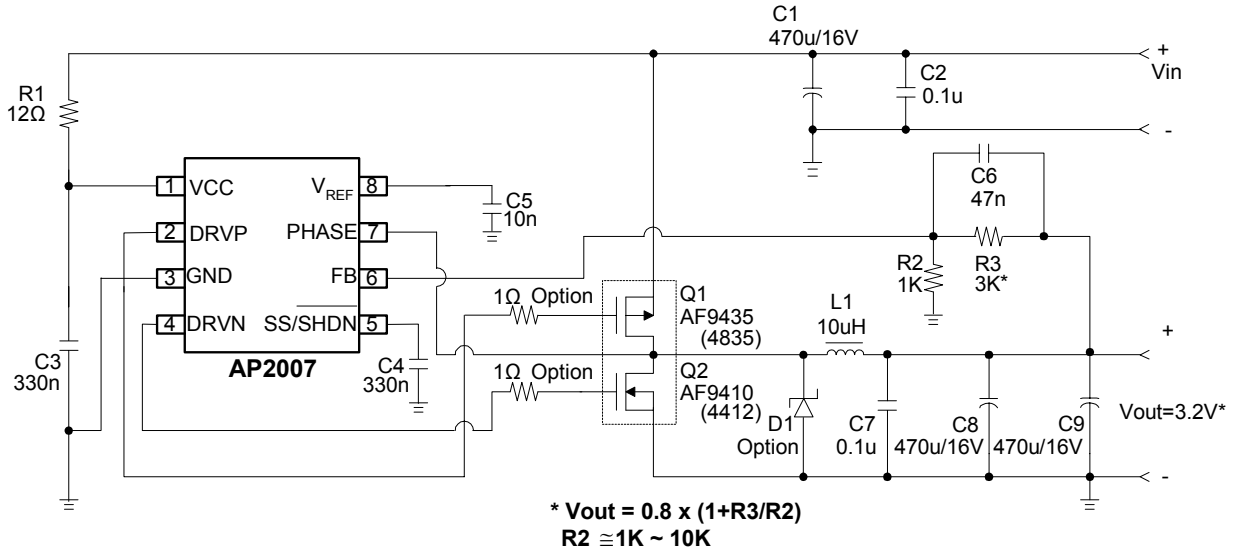 C1
470u/16V
+
Vin
-
C2
0.1u
R1
12Ω
C6
47n
1 VCC
2 DRVP
3 GND
4 DRVN
VREF 8
PHASE 7
FB 6
SS/SHDN 5
AP2007
C5
10n
R2
1K
R3
3K*
C3
330n
C4
330n
1Ω Option
1Ω Option
Q1
AF9435
(4835)
Q2
AF9410
(4412)
L1
10uH
D1
Option
C7
0.1u
C8
470u/16V
C9
470u/16V
+
Vout=3.2V*
-
* Vout = 0.8 x (1+R3/R2)
R2 ≅1K ~ 10K